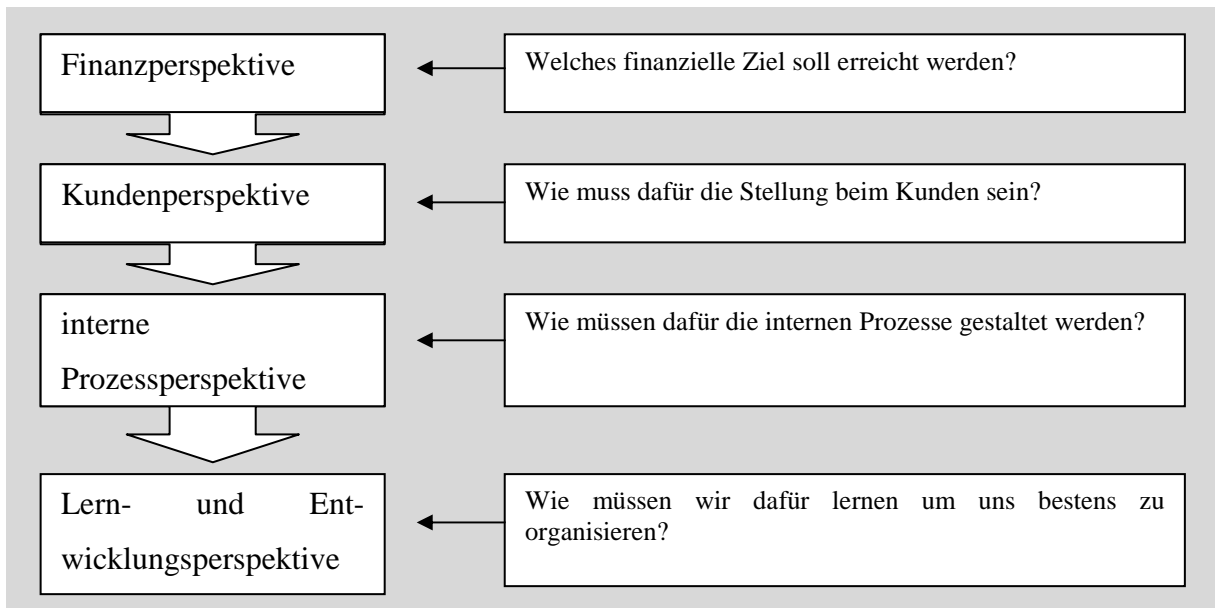 Finanzperspektive
Welches finanzielle Ziel soll erreicht werden?
Kundenperspektive
Wie muss dafür die Stellung beim Kunden sein?
interne
Prozessperspektive
Wie müssen dafür die internen Prozesse gestaltet werden?
Lern- und Ent-
wicklungsperspektive
Wie müssen wir dafür lernen um uns bestens zu
organisieren?